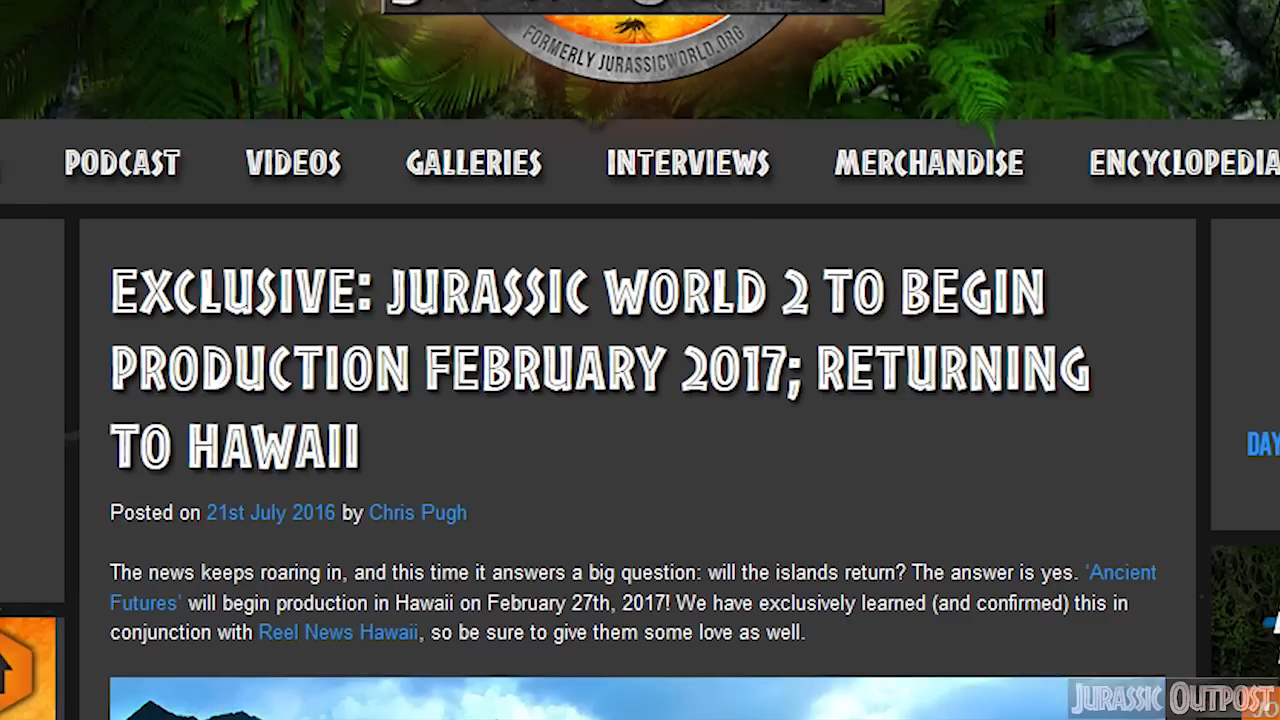 FORMERLY JURASSICWORLD.ORG
PODCAST VIDEOS GALLERIES INTERVIEWS MERCHANDISE ENCYCLOPEDIA
EXCLUSIVE: JURASSIC WORLD 2 TO BEGIN
PRODUCTION FEBRUARY 2017; RETURNING
TO HAWAII
DAY
Posted on 21st July 2016 by Chris Pugh
The news keeps roaring in, and this time it answers a big question: will the islands return? The answer is yes. 'Ancient
Futures' will begin production in Hawaii on February 27th, 2017! We have exclusively learned (and confirmed) this in
conjunction with Reel News Hawaii, so be sure to give them some love as well.
JURASSIC OUTPOST